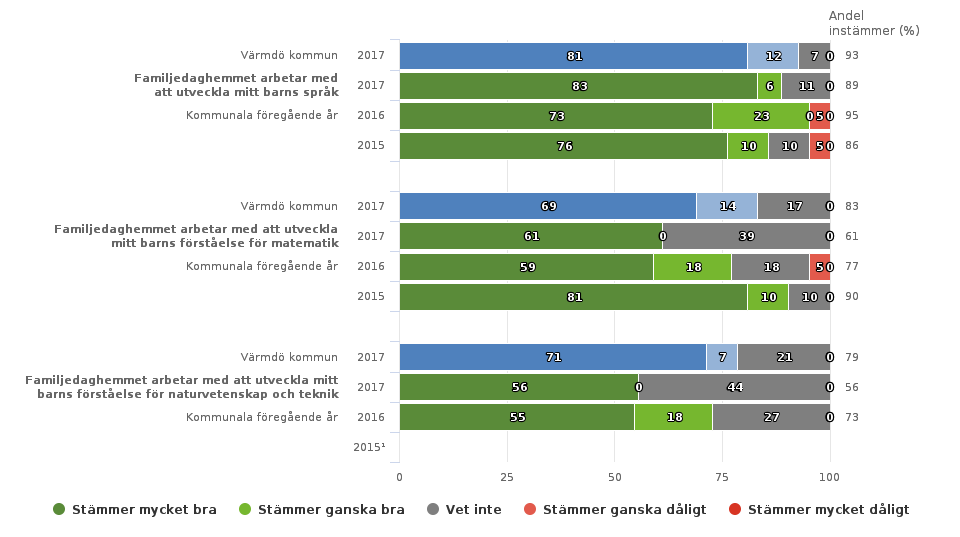 Andel
instämmer (%)
Värmdö kommun 2017 81 12 7 0 93
Familjedaghemmet arbetar med
att utveckla mitt barns språk 2017 83 6 11 0 89
Kommunala föregående år 2016 73 23 0 5 0 95
2015 76 10 10 5 0 86
Värmdö kommun 2017 69 14 17 0 83
Familjedaghemmet arbetar med att utveckla
mitt barns förståelse för matematik 2017 61 0 39 0 61
Kommunala föregående år 2016 59 18 18 5 0 77
2015 81 10 10 0 90
Värmdö kommun 2017 71 7 21 0 79
Familjedaghemmet arbetar med att utveckla mitt
barns förståelse för naturvetenskap och teknik 2017 56 0 44 0 56
Kommunala föregående år 2016 55 18 27 0 73
2015¹
0 25 50 75 100
Stämmer mycket bra Stämmer ganska bra Vet inte Stämmer ganska dåligt Stämmer mycket dåligt